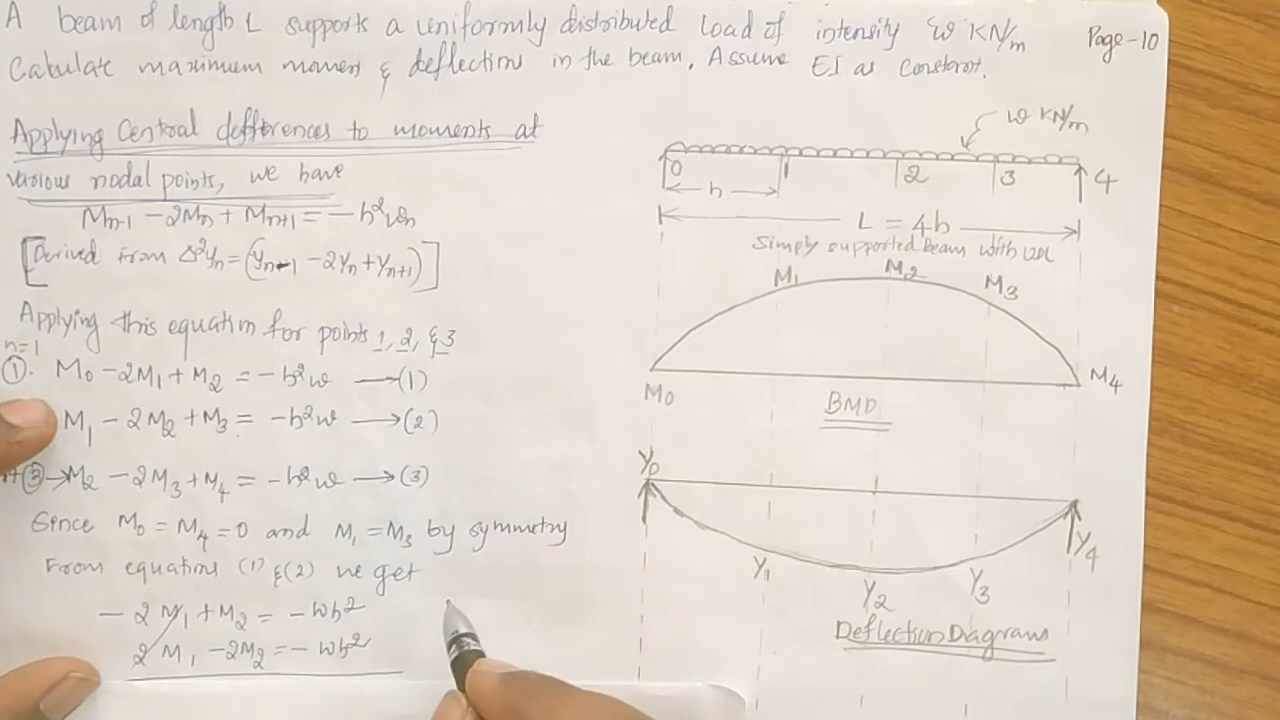 A beam of length L supports a uniformly distributed load of intensity w KN/m
Page-10
Calculate maximum moment & deflections in the beam, Assume EI as constant.
Applying Central differences to moments at
various nodal points, we have
Mn-1 - 2Mn + Mn+1 = -h²wn
[Derived from Δ²yn = (yn-1 - 2yn + yn+1)]
Applying this equation for points 1, 2, & 3
n=1
①. M0 - 2M1 + M2 = -h²w →(1)
M1 - 2M2 + M3 = -h²w →(2)
③→ M2 - 2M3 + M4 = -h²w →(3)
Since M0 = M4 = 0 and M1 = M3 by symmetry
From equations (1) & (2) we get
- 2M1 + M2 = -wh²
2M1 - 2M2 = -wh²
w KN/m
0 1 2 3 4
h
L = 4h
Simply supported beam with UDL
M1 M2 M3
M0 M4
BMD
Y0
Y4
Y1 Y2 Y3
Deflection Diagram